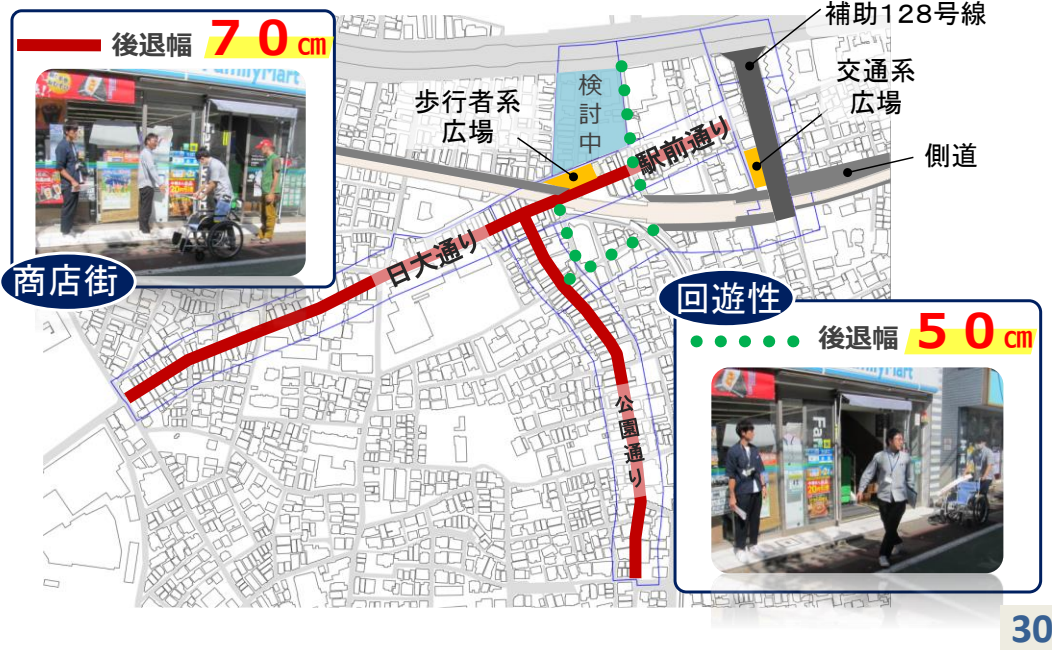 後退幅 70㎝
FamilyMart
商店街
補助128号線
交通系
広場
側道
歩行者系
広場
検討中
駅前通り
日大通り
公園通り
回遊性
後退幅 50㎝
30